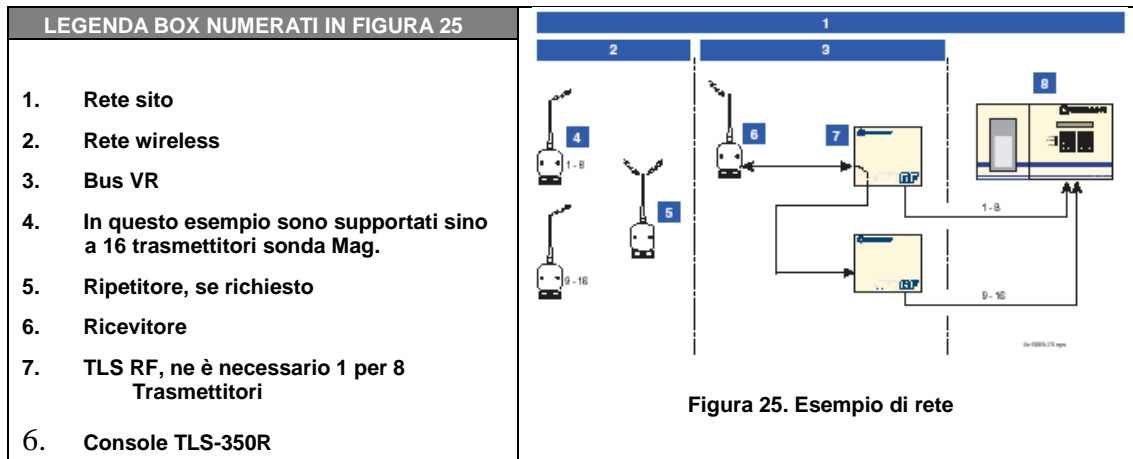 LEGENDA BOX NUMERATI IN FIGURA 25
1. Rete sito
2. Rete wireless
3. Bus VR
4. In questo esempio sono supportati sino
a 16 trasmettitori sonda Mag.
5. Ripetitore, se richiesto
6. Ricevitore
7. TLS RF, ne è necessario 1 per 8
Trasmettitori
6. Console TLS-350R
1
2
3
8
4
1 - 8
5
6
7
RF
1 - 8
9 - 16
RF
9 - 16
Figura 25. Esempio di rete